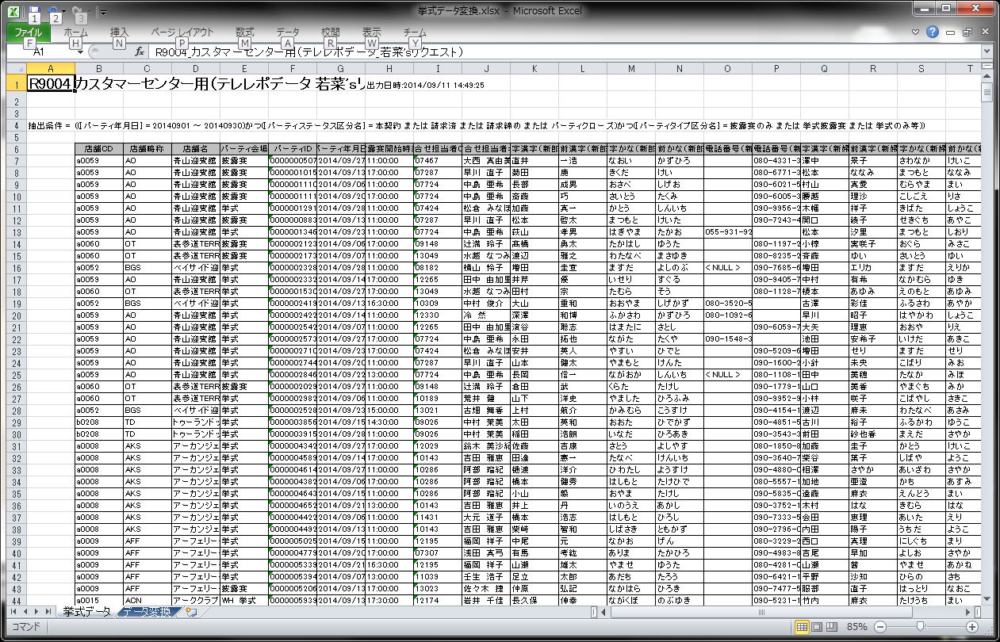 挙式データ変換.xlsx - Microsoft Excel
1 2 3
ファイル ホーム 挿入 ページ レイアウト 数式 データ 校閲 表示 チーム
F H N P M A R W Y
A1 fx R9004_カスタマーセンター用(テレレポデータ_若菜'sリクエスト)
A B C D E F G H I J K L M N O P Q R S T
1 R9004 カスタマーセンター用(テレレポデータ 若菜'sリ 出力日時:2014/09/11 14:49:25
2
3
4 抽出条件 = ([パーティ年月日] = 20140901 ～ 20140930)かつ([パーティステータス区分名] = 本契約 または 請求済 または 請求締め または パーティクローズ)かつ([パーティタイプ区分名] = 披露宴のみ または 挙式披露宴 または 挙式のみ等))
5
6 店舗CD 店舗略称 店舗名 パーティ会場 パーティID パーティ年月日 露宴開始時 合せ担当者C 合せ担当者 字漢字(新郎 前漢字(新郎 字かな(新郎 前かな(新郎 電話番号(新 電話番号(新 字漢字(新婦 前漢字(新婦 字かな(新婦 前かな(新
7 a0059 AO 青山迎賓館 披露宴 0000000507 2014/09/27 11:00:00 07467 大西 真由美 直井 一浩 なおい かずひろ 080-4331-3 澤中 景子 さわなか けいこ
8 a0059 AO 青山迎賓館 披露宴 0000001015 2014/09/13 17:00:00 07287 早川 直子 菊田 鹿 きくだ けい 080-6771-3 松本 ななみ まつもと ななみ
9 a0059 AO 青山迎賓館 披露宴 0000001110 2014/09/06 11:00:00 07724 中島 亜希 長部 成男 おさべ しげお 090-6021-5 村山 真愛 むらやま まい
10 a0059 AO 青山迎賓館 披露宴 0000001111 2014/09/20 17:00:00 07724 中島 亜希 斎藤 巧 さいとう たくみ 090-6005-3 腰越 理沙 こしごえ りさ
11 a0059 AO 青山迎賓館 挙式 0000001291 2014/09/28 11:00:00 07424 松倉 みなほ 加藤 真一 かとう しんいち 090-9956-2 木幡 祥子 きばた しょうこ
12 a0059 AO 青山迎賓館 披露宴 0000000883 2014/09/13 11:00:00 07287 早川 直子 松本 啓太 まつもと けいた 090-7243-4 関口 綾子 せきぐち あやこ
13 a0059 AO 青山迎賓館 挙式 0000001346 2014/09/23 11:00:00 07724 中島 亜希 萩山 孝男 はぎやま たかお 055-931-92 松本 汐里 まつもと しおり
14 a0060 OT 表参道TERR 披露宴 0000002123 2014/09/06 17:00:00 09148 辻満 玲子 高橋 勇太 たかはし ゆうた 080-1197-2 小椋 実咲子 おぐら みさこ
15 a0060 OT 表参道TERR 披露宴 0000002173 2014/09/07 11:00:00 13049 水越 なつみ 渡辺 雅之 わたなべ まさゆき 080-8235-2 斉藤 ゆい さいとう ゆい
16 a0052 BGS ベイサイド迎 挙式 0000002328 2014/09/28 11:00:00 08182 横山 怜子 増田 圭宣 ますだ よしのぶ <NULL> 090-7685-6 増田 エリカ ますだ えりか
17 a0059 AO 青山迎賓館 挙式 0000002332 2014/09/14 17:00:00 12265 田中 由加里 井芹 優 いせり すぐる 090-9405-7 中村 有希 なかむら ゆき
18 a0060 OT 表参道TERR 挙式 0000001530 2014/09/27 17:00:00 13049 水越 なつみ 田村 宗 たむら そう 080-1128-7 榎本 あゆみ えのもと あゆみ
19 a0052 BGS ベイサイド迎 挙式 0000002419 2014/09/13 16:30:00 10309 中村 俊介 大山 重和 おおやま しげかず 080-3520-5 古澤 彩佳 ふるさわ あやか
20 a0059 AO 青山迎賓館 挙式 0000002422 2014/09/14 11:00:00 12330 冷 然 深澤 和博 ふかさわ かずひろ 080-1092-6 早川 昭子 はやかわ しょうこ
21 a0059 AO 青山迎賓館 挙式 0000002542 2014/09/07 11:00:00 12265 田中 由加里 濱谷 聡志 はまたに さとし 090-6059-7 大矢 理恵 おおや りえ
22 a0059 AO 青山迎賓館 挙式 0000002573 2014/09/27 17:00:00 07724 中島 亜希 永田 拓也 ながた たくや 090-1548-3 池田 安希子 いけだ あきこ
23 a0059 AO 青山迎賓館 挙式 0000002710 2014/09/23 17:00:00 07424 松倉 みなほ 安井 英人 やすい ひでと 090-5209-6 増田 せり ますだ せり
24 a0059 AO 青山迎賓館 挙式 0000002744 2014/09/20 11:00:00 07287 早川 直子 山本 健太 やまもと けんた 090-1600-2 小針 未央 こばり みお
25 a0059 AO 青山迎賓館 挙式 0000002846 2014/09/22 13:00:00 07724 中島 亜希 長岡 信一 ながおか しんいち <NULL> 080-1108-1 田中 美穂 たなか みほ
26 a0060 OT 表参道TERR 披露宴 0000002029 2014/09/27 11:00:00 09148 辻満 玲子 倉田 武 くらた たけし 090-1779-1 山口 美香 やまぐち みか
27 a0060 OT 表参道TERR 挙式 0000002982 2014/09/06 11:00:00 10189 荒井 健 山下 洋史 やました ひろふみ 090-9952-9 小林 咲子 こばやし さきこ
28 a0052 BGS ベイサイド迎 挙式 0000002528 2014/09/23 15:00:00 13021 古畑 舞香 上村 航介 かみむら こうすけ 090-4154-1 渡辺 麻未 わたなべ あさみ
29 b0208 TD トゥーランドッ 挙式 0000003856 2014/09/15 14:30:00 09026 中村 茉美 太田 英和 おおた ひでかず 090-4851-5 古川 裕子 ふるかわ ゆうこ
30 b0208 TD トゥーランドッ 挙式 0000003915 2014/09/28 11:00:00 09026 中村 茉美 稲田 浩朗 いなだ ひろあき 090-3543-3 前田 紗也香 まえだ さやか
31 a0008 AKS アーカンジェ 挙式 0000004342 2014/09/27 17:00:00 12029 鈴木 美沙紀 佐藤 吉康 さとう よしやす 080-1850-8 加藤 圭子 かとう けいこ
32 a0008 AKS アーカンジェ 挙式 0000004589 2014/09/14 17:00:00 10143 吉田 雅恵 田邉 憲一 たなべ けんいち 090-3640-7 柴谷 葉子 しばや ようこ
33 a0008 AKS アーカンジェ 挙式 0000004614 2014/09/27 11:00:00 10286 阿部 瑠紀 樋渡 洋介 ひわたし ようすけ 090-4880-0 相澤 さやか あいざわ さやか
34 a0008 AKS アーカンジェ 挙式 0000004382 2014/09/06 17:00:00 10286 阿部 瑠紀 橋本 健秀 はしもと たけひで 080-5557-1 加地 亜澄 かち あすみ
35 a0008 AKS アーカンジェ 挙式 0000004643 2014/09/15 11:00:00 10286 阿部 瑠紀 小山 毅 おやま たけし 090-5835-0 遠藤 麻衣 えんどう まい
36 a0008 AKS アーカンジェ 挙式 0000004652 2014/09/21 13:00:00 10143 吉田 雅恵 井上 丹 いのうえ あかし 090-3752-1 木村 はな きむら はな
37 a0008 AKS アーカンジェ 挙式 0000004422 2014/09/06 11:00:00 11431 大元 道子 橋本 浩志 はしもと ひろし 090-7333-5 会田 恵理 あいた えり
38 a0008 AKS アーカンジェ 挙式 0000004492 2014/09/13 11:00:00 10143 吉田 雅恵 柴崎 智和 しばさき ともかず 090-2796-0 内田 陽子 うちだ ようこ
39 a0009 AFF アーフェリー 挙式 0000005025 2014/09/15 11:00:00 12195 福岡 祥子 中尾 元 なかお げん 080-3229-2 西口 真理 にしぐち まり
40 a0009 AFF アーフェリー 挙式 0000004779 2014/09/20 17:00:00 07307 浅田 真弓 有馬 考紘 ありま たかひろ 090-4983-8 吉尾 早加 よしお さやか
41 a0009 AFF アーフェリー 挙式 0000005339 2014/09/21 16:30:00 12195 福岡 祥子 山瀬 雄太 やませ ゆうた 080-4281-0 山瀬 茜 やませ あかね
42 a0009 AFF アーフェリー 挙式 0000005394 2014/09/07 13:00:00 11039 壬生 浩子 足立 太郎 あだち たろう 090-6421-1 平野 沙知 ひらの さち
43 a0009 AFF アーフェリー 披露宴 0000005206 2014/09/13 17:00:00 13023 佐々木 捷 仲原 弘記 なかはら ひろき 090-7477-5 服部 直子 はっとり なおこ
44 a0015 ACN アーククラブ WH 挙式 0000005939 2014/09/13 17:30:00 12174 岩井 千佳 長久保 伸幸 ながくぼ のぶゆき 090-5231-1 竹内 麻衣 たけうち まい
挙式データ データ変換
コマンド 85%